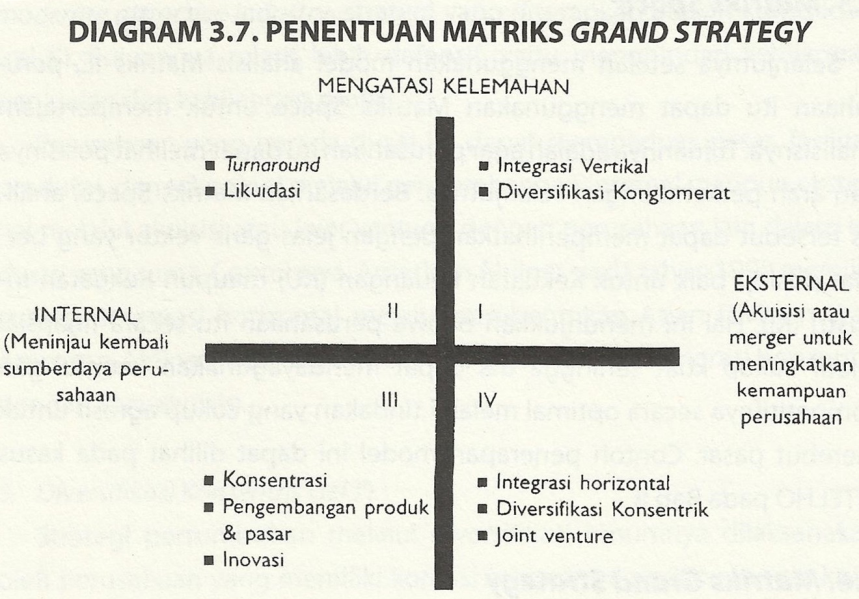 DIAGRAM 3.7. PENENTUAN MATRIKS GRAND STRATEGY
MENGATASI KELEMAHAN
▪ Turnaround
▪ Likuidasi
▪ Integrasi Vertikal
▪ Diversifikasi Konglomerat
INTERNAL
(Meninjau kembali
sumberdaya peru-
sahaan
II
I
III
IV
EKSTERNAL
(Akuisisi atau
merger untuk
meningkatkan
kemampuan
perusahaan
▪ Konsentrasi
▪ Pengembangan produk
& pasar
▪ Inovasi
▪ Integrasi horizontal
▪ Diversifikasi Konsentrik
▪ Joint venture